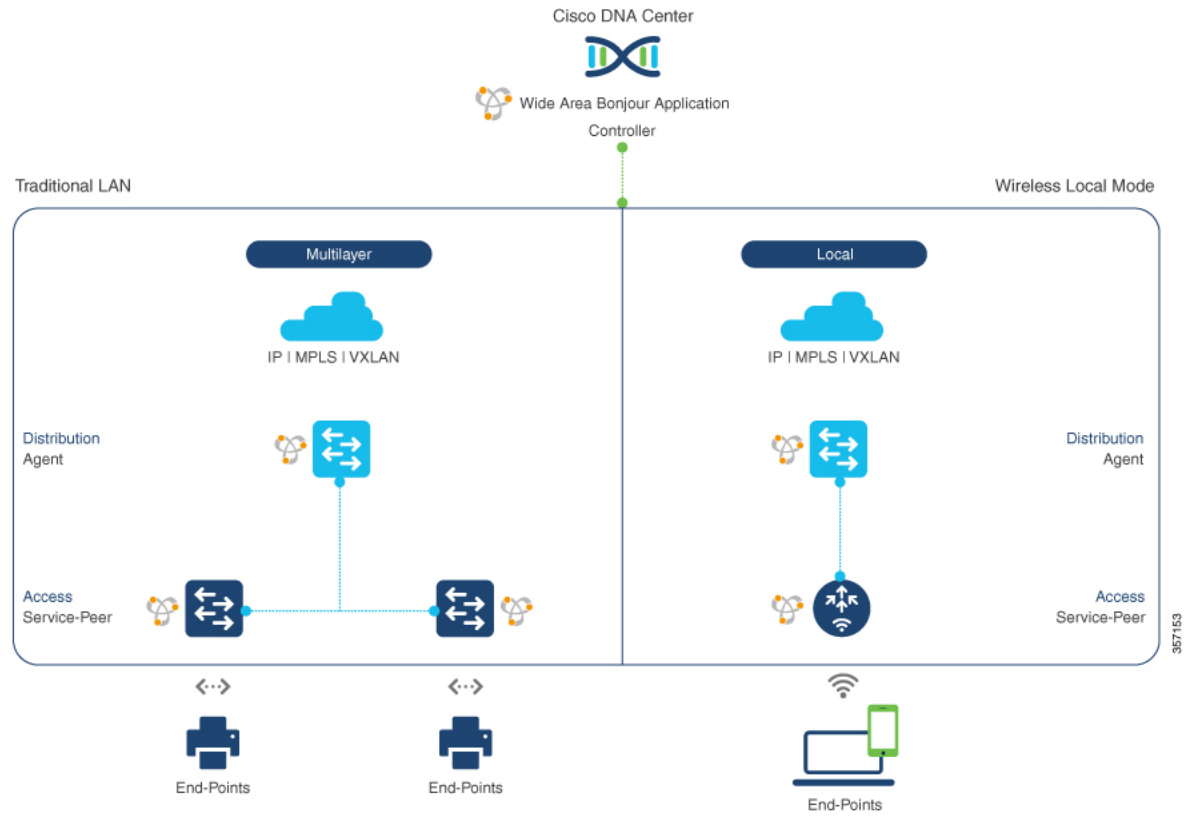 Cisco DNA Center
Wide Area Bonjour Application
Controller
Traditional LAN
Wireless Local Mode
Multilayer
Local
IP | MPLS | VXLAN
IP | MPLS | VXLAN
Distribution
Agent
Distribution
Agent
Access
Service-Peer
Access
Service-Peer
357153
End-Points
End-Points
End-Points